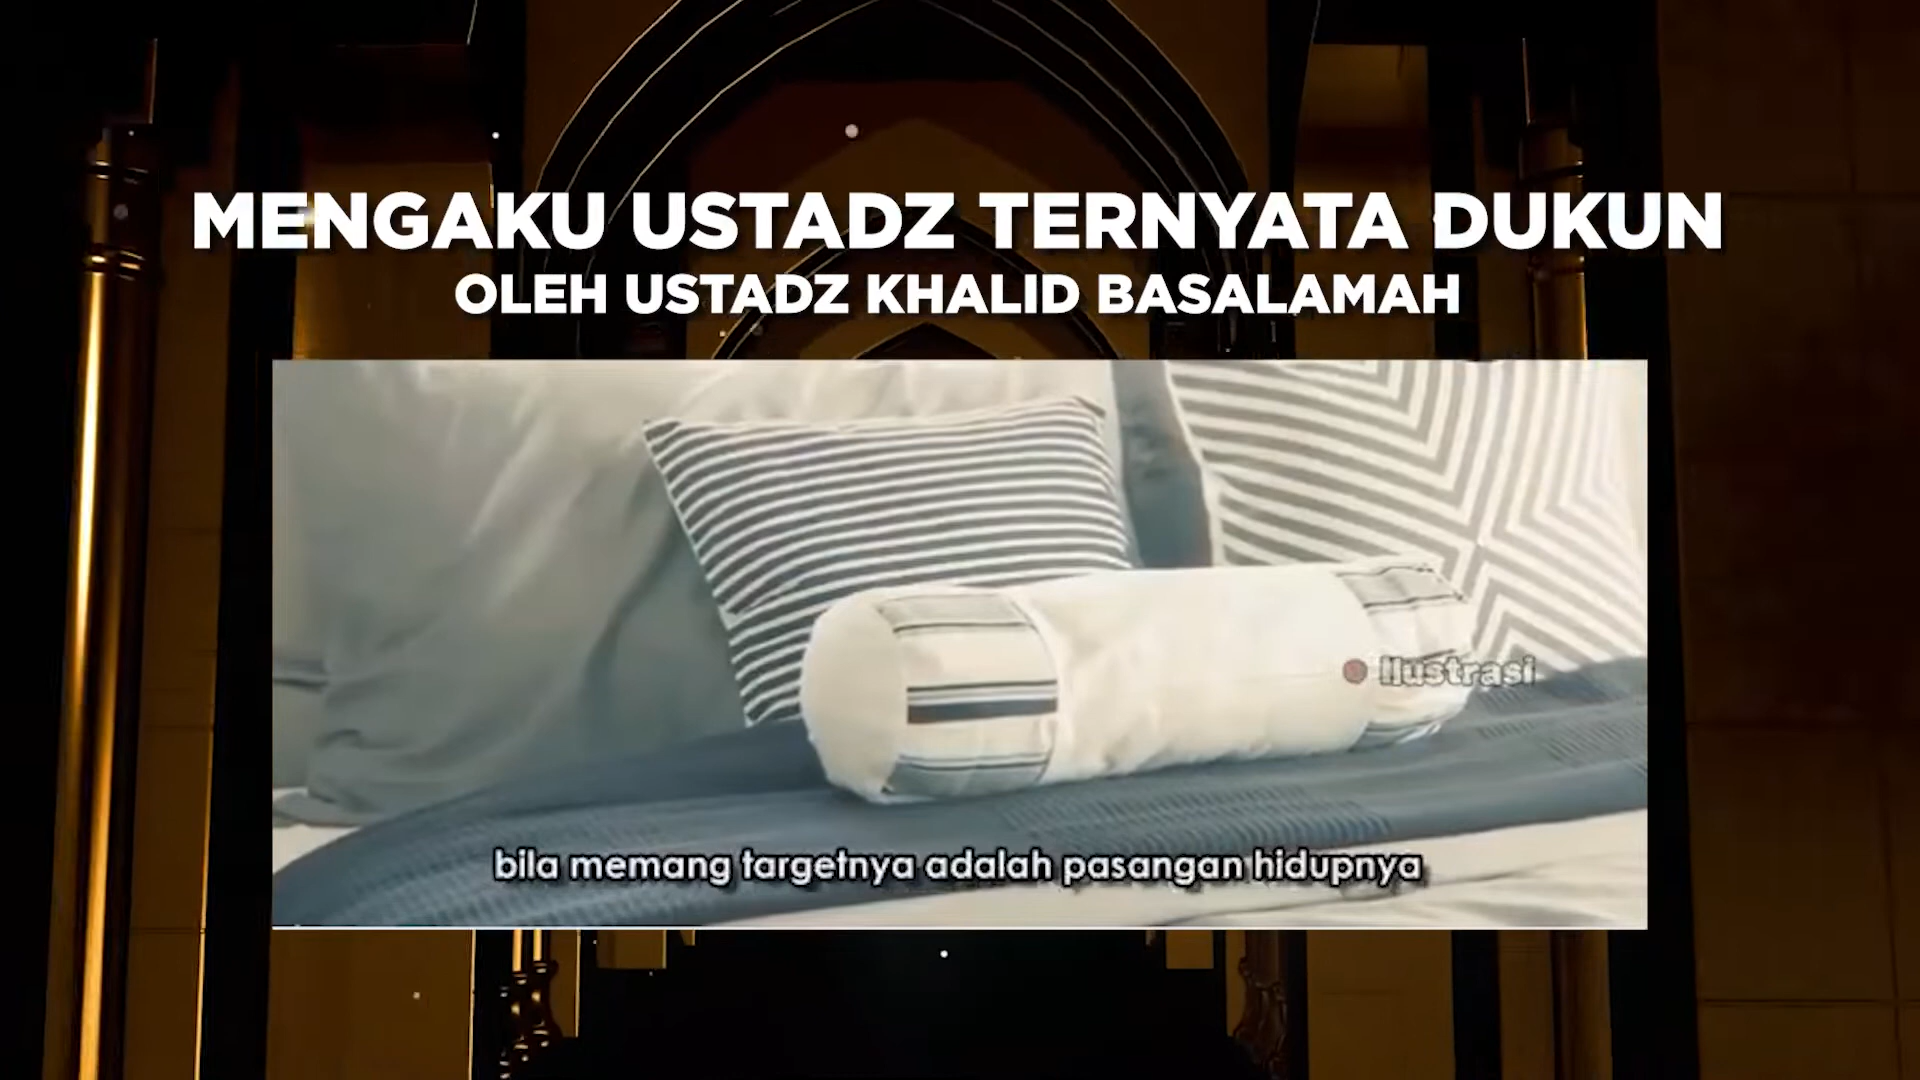 MENGAKU USTADZ TERNYATA DUKUN
OLEH USTADZ KHALID BASALAMAH
Ilustrasi
bila memang targetnya adalah pasangan hidupnya